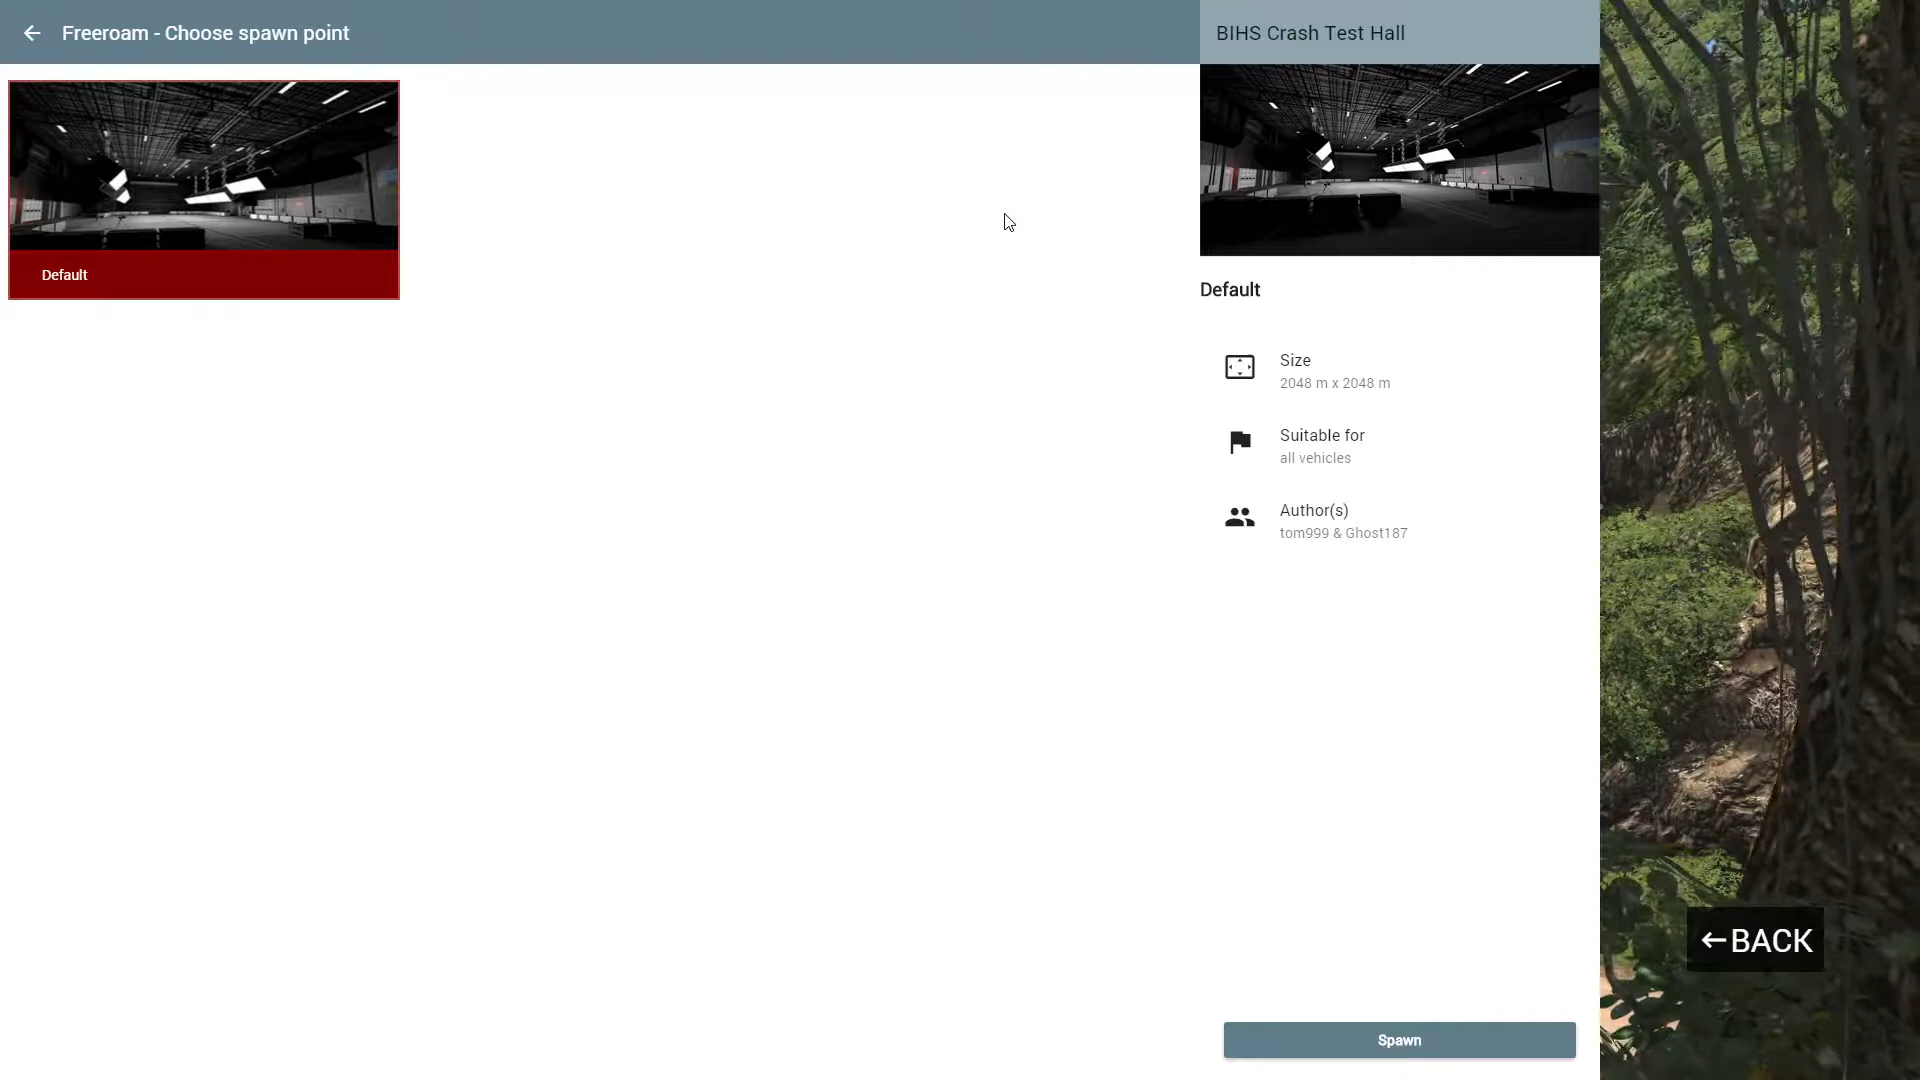 Freeroam - Choose spawn point
BIHS Crash Test Hall
Default
Default
Size
2048 m x 2048 m
Suitable for
all vehicles
Author(s)
tom999 & Ghost187
←BACK
Spawn